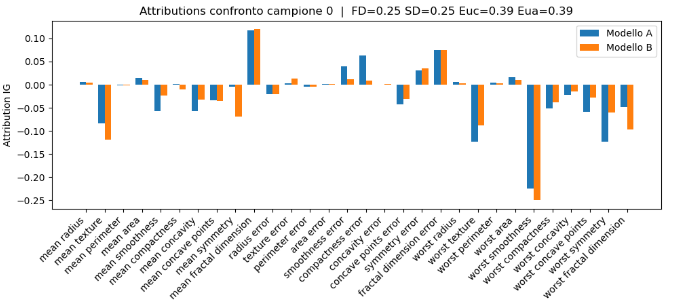 Attributions confronto campione 0 | FD=0.25 SD=0.25 Euc=0.39 Eua=0.39
Modello A
Modello B
Attribution IG
0.10
0.05
0.00
−0.05
−0.10
−0.15
−0.20
−0.25
mean radius
mean texture
mean perimeter
mean area
mean smoothness
mean compactness
mean concavity
mean concave points
mean symmetry
mean fractal dimension
radius error
texture error
perimeter error
area error
smoothness error
compactness error
concavity error
concave points error
symmetry error
fractal dimension error
worst radius
worst texture
worst perimeter
worst area
worst smoothness
worst compactness
worst concavity
worst concave points
worst symmetry
worst fractal dimension